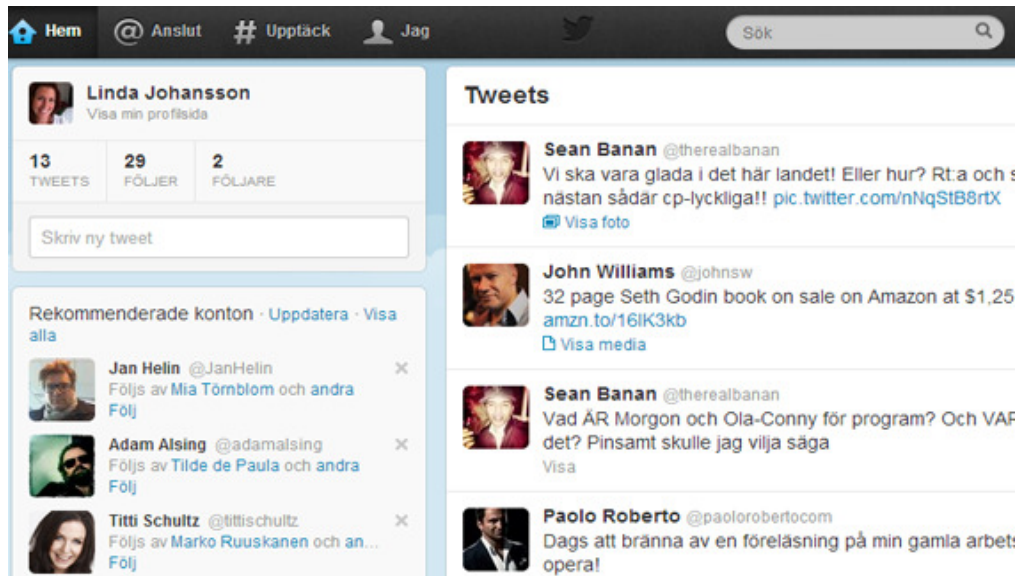 Hem @ Anslut # Upptäck Jag Sök
Linda Johansson
Visa min profilsida
13 29 2
TWEETS FÖLJER FÖLJARE
Skriv ny tweet
Rekommenderade konton · Uppdatera · Visa
alla
Jan Helin @JanHelin
Följs av Mia Törnblom och andra
Följ
Adam Alsing @adamalsing
Följs av Tilde de Paula och andra
Följ
Titti Schultz @tittischultz
Följs av Marko Ruuskanen och an...
Följ
Tweets
Sean Banan @therealbanan
Vi ska vara glada i det här landet! Eller hur? Rt:a och s
nästan sådär cp-lyckliga!! pic.twitter.com/nNqStB8rtX
Visa foto
John Williams @johnsw
32 page Seth Godin book on sale on Amazon at $1,25
amzn.to/16lK3kb
Visa media
Sean Banan @therealbanan
Vad ÄR Morgon och Ola-Conny för program? Och VAR
det? Pinsamt skulle jag vilja säga
Visa
Paolo Roberto @paolorobertocom
Dags att bränna av en föreläsning på min gamla arbets
opera!